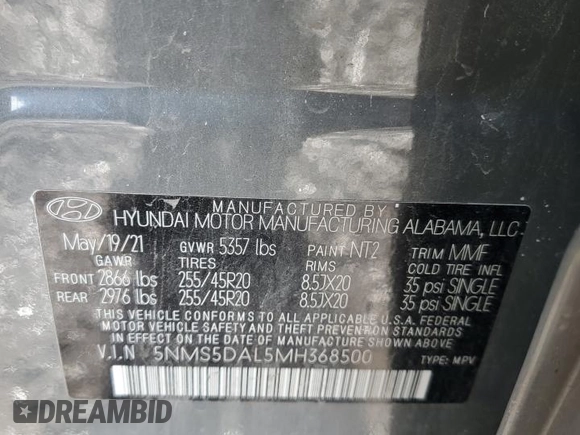 MANUFACTURED BY
HYUNDAI MOTOR MANUFACTURING ALABAMA, LLC
May/19/21 GVWR 5357 lbs PAINT NT2 TRIM MMF
GAWR TIRES RIMS COLD TIRE INFL
FRONT 2866 lbs 255/45R20 8.5JX20 35 psi SINGLE
REAR 2976 lbs 255/45R20 8.5JX20 35 psi SINGLE
THIS VEHICLE CONFORMS TO ALL APPLICABLE U.S.A. FEDERAL
MOTOR VEHICLE SAFETY AND THEFT PREVENTION STANDARDS
IN EFFECT ON THE DATE OF MANUFACTURE SHOWN ABOVE.
V.I.N 5NMS5DAL5MH368500 TYPE: MPV
DREAMBID